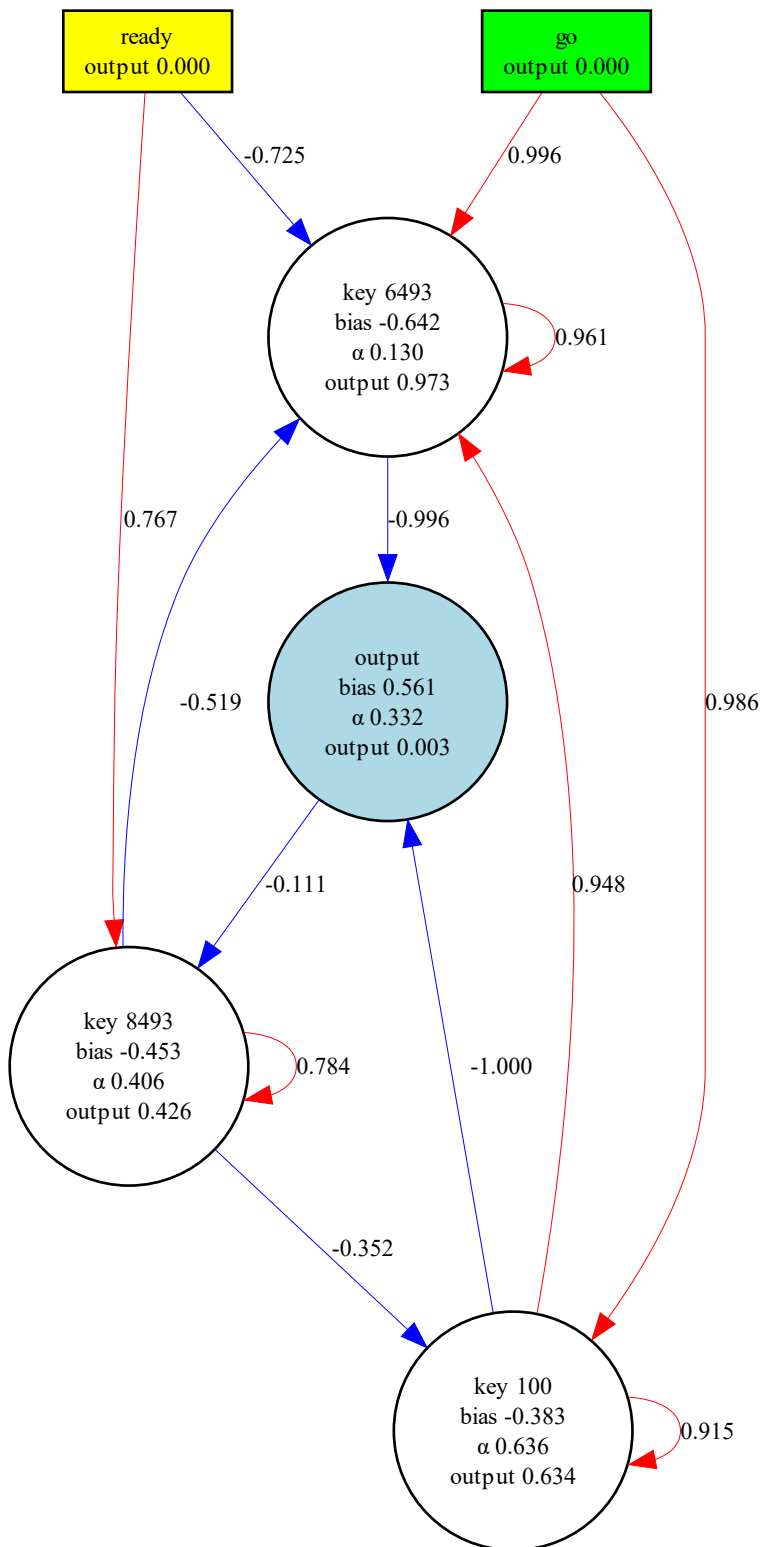 ready
output 0.000
go
output 0.000
-0.725
0.996
key 6493
bias -0.642
α 0.130
output 0.973
0.961
0.767
-0.996
-0.519
output
bias 0.561
α 0.332
output 0.003
0.986
-0.111
0.948
key 8493
bias -0.453
α 0.406
output 0.426
0.784
-1.000
-0.352
key 100
bias -0.383
α 0.636
output 0.634
0.915